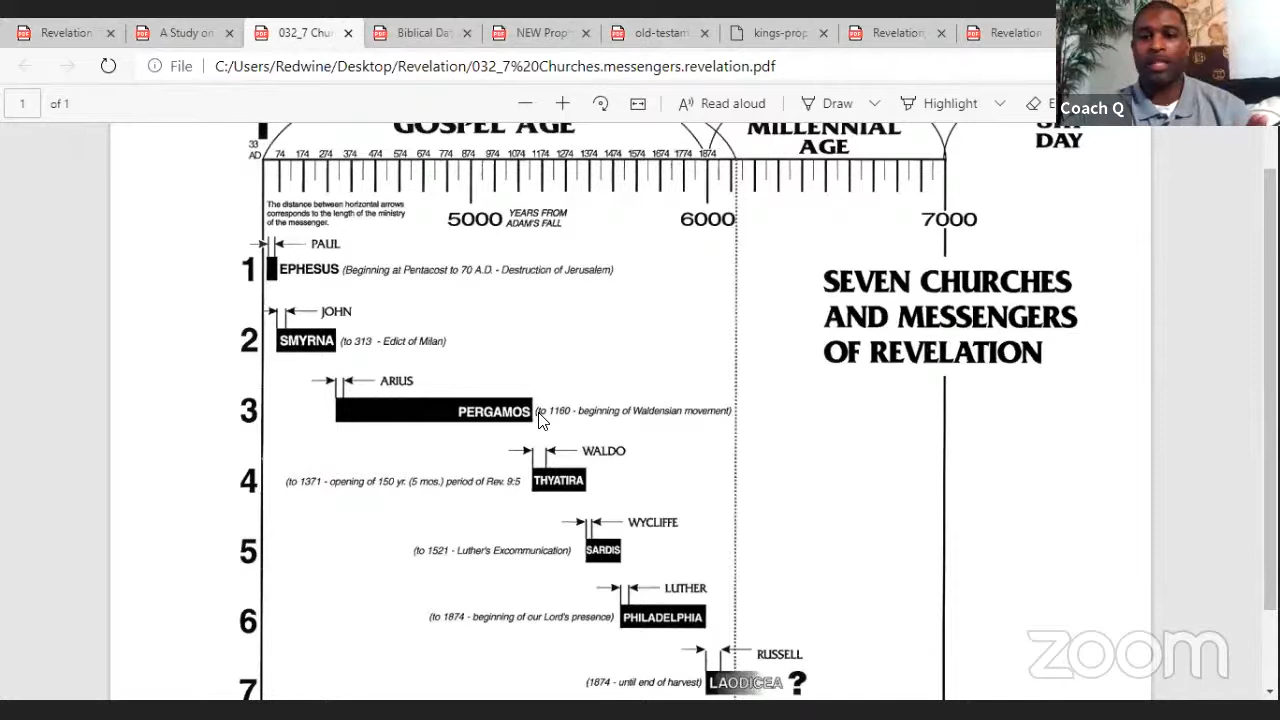 Revelation
A Study on
032_7 Chur
Biblical Dat
NEW Prop
old-testam
kings-prop
Revelation
Revelation
File
C:/Users/Redwine/Desktop/Revelation/032_7%20Churches.messengers.revelation.pdf
1 of 1
Read aloud
Draw
Highlight
Coach Q
GOSPEL AGE
MILLENNIAL
AGE
DAY
33
AD
74 174 274 374 474 574 674 774 874 974 1074 1174 1274 1374 1474 1574 1674 1774 1874
The distance between horizontal arrows
corresponds to the length of the ministry
of the messenger.
5000 YEARS FROM
ADAM'S FALL
6000
7000
PAUL
1 EPHESUS (Beginning at Pentacost to 70 A.D. - Destruction of Jerusalem)
SEVEN CHURCHES
AND MESSENGERS
OF REVELATION
JOHN
2 SMYRNA (to 313 - Edict of Milan)
ARIUS
3 PERGAMOS (to 1160 - beginning of Waldensian movement)
WALDO
4 (to 1371 - opening of 150 yr. (5 mos.) period of Rev. 9:5 THYATIRA
WYCLIFFE
5 (to 1521 - Luther's Excommunication) SARDIS
LUTHER
6 (to 1874 - beginning of our Lord's presence) PHILADELPHIA
RUSSELL
7 (1874 - until end of harvest) LAODICEA ?
zoom